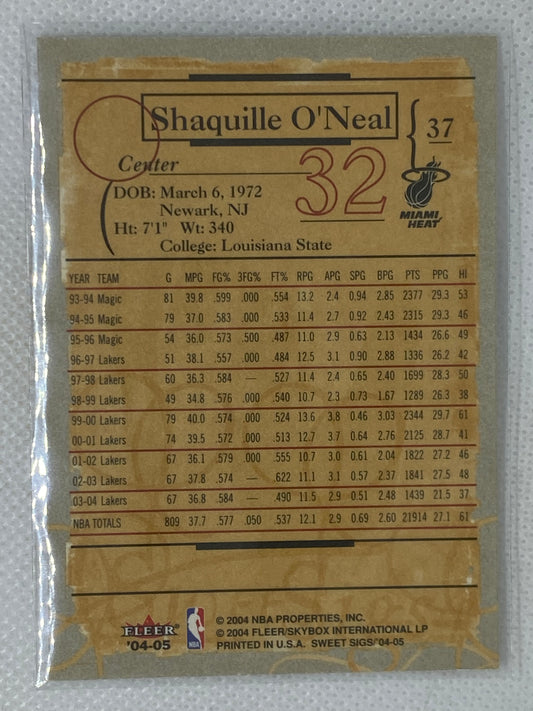 Shaquille O'Neal
37
Center
32
DOB: March 6, 1972
Newark, NJ
Ht: 7'1" Wt: 340
College: Louisiana State
MIAMI
HEAT
YEAR TEAM G MPG FG% 3FG% FT% RPG APG SPG BPG PTS PPG HI
93-94 Magic 81 39.8 .599 .000 .554 13.2 2.4 0.94 2.85 2377 29.3 53
94-95 Magic 79 37.0 .583 .000 .533 11.4 2.7 0.92 2.43 2315 29.3 46
95-96 Magic 54 36.0 .573 .500 .487 11.0 2.9 0.63 2.13 1434 26.6 49
96-97 Lakers 51 38.1 .557 .000 .484 12.5 3.1 0.90 2.88 1336 26.2 42
97-98 Lakers 60 36.3 .584 — .527 11.4 2.4 0.65 2.40 1699 28.3 50
98-99 Lakers 49 34.8 .576 .000 .540 10.7 2.3 0.73 1.67 1289 26.3 38
99-00 Lakers 79 40.0 .574 .000 .524 13.6 3.8 0.46 3.03 2344 29.7 61
00-01 Lakers 74 39.5 .572 .000 .513 12.7 3.7 0.64 2.76 2125 28.7 41
01-02 Lakers 67 36.1 .579 .000 .555 10.7 3.0 0.61 2.04 1822 27.2 46
02-03 Lakers 67 37.8 .574 — .622 11.1 3.1 0.57 2.37 1841 27.5 48
03-04 Lakers 67 36.8 .584 — .490 11.5 2.9 0.51 2.48 1439 21.5 37
NBA TOTALS 809 37.7 .577 .050 .537 12.1 2.9 0.69 2.60 21914 27.1 61
FLEER
'04-05
NBA
© 2004 NBA PROPERTIES, INC.
© 2004 FLEER/SKYBOX INTERNATIONAL LP
PRINTED IN U.S.A. SWEET SIGS/'04-05